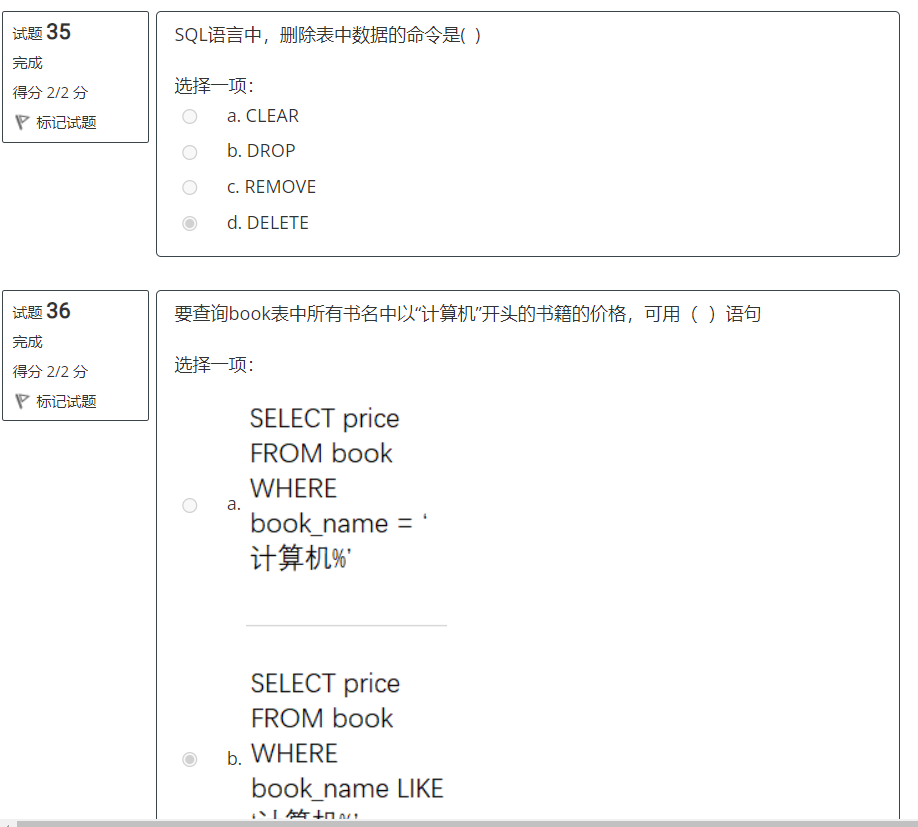 试题 35
完成
得分 2/2 分
标记试题
SQL语言中，删除表中数据的命令是( )
选择一项：
a. CLEAR
b. DROP
c. REMOVE
d. DELETE
试题 36
完成
得分 2/2 分
标记试题
要查询book表中所有书名中以“计算机”开头的书籍的价格，可用（ ）语句
选择一项：
a.
SELECT price
FROM book
WHERE
book_name = ‘
计算机%’
b.
SELECT price
FROM book
WHERE
book_name LIKE
‘计算机%’